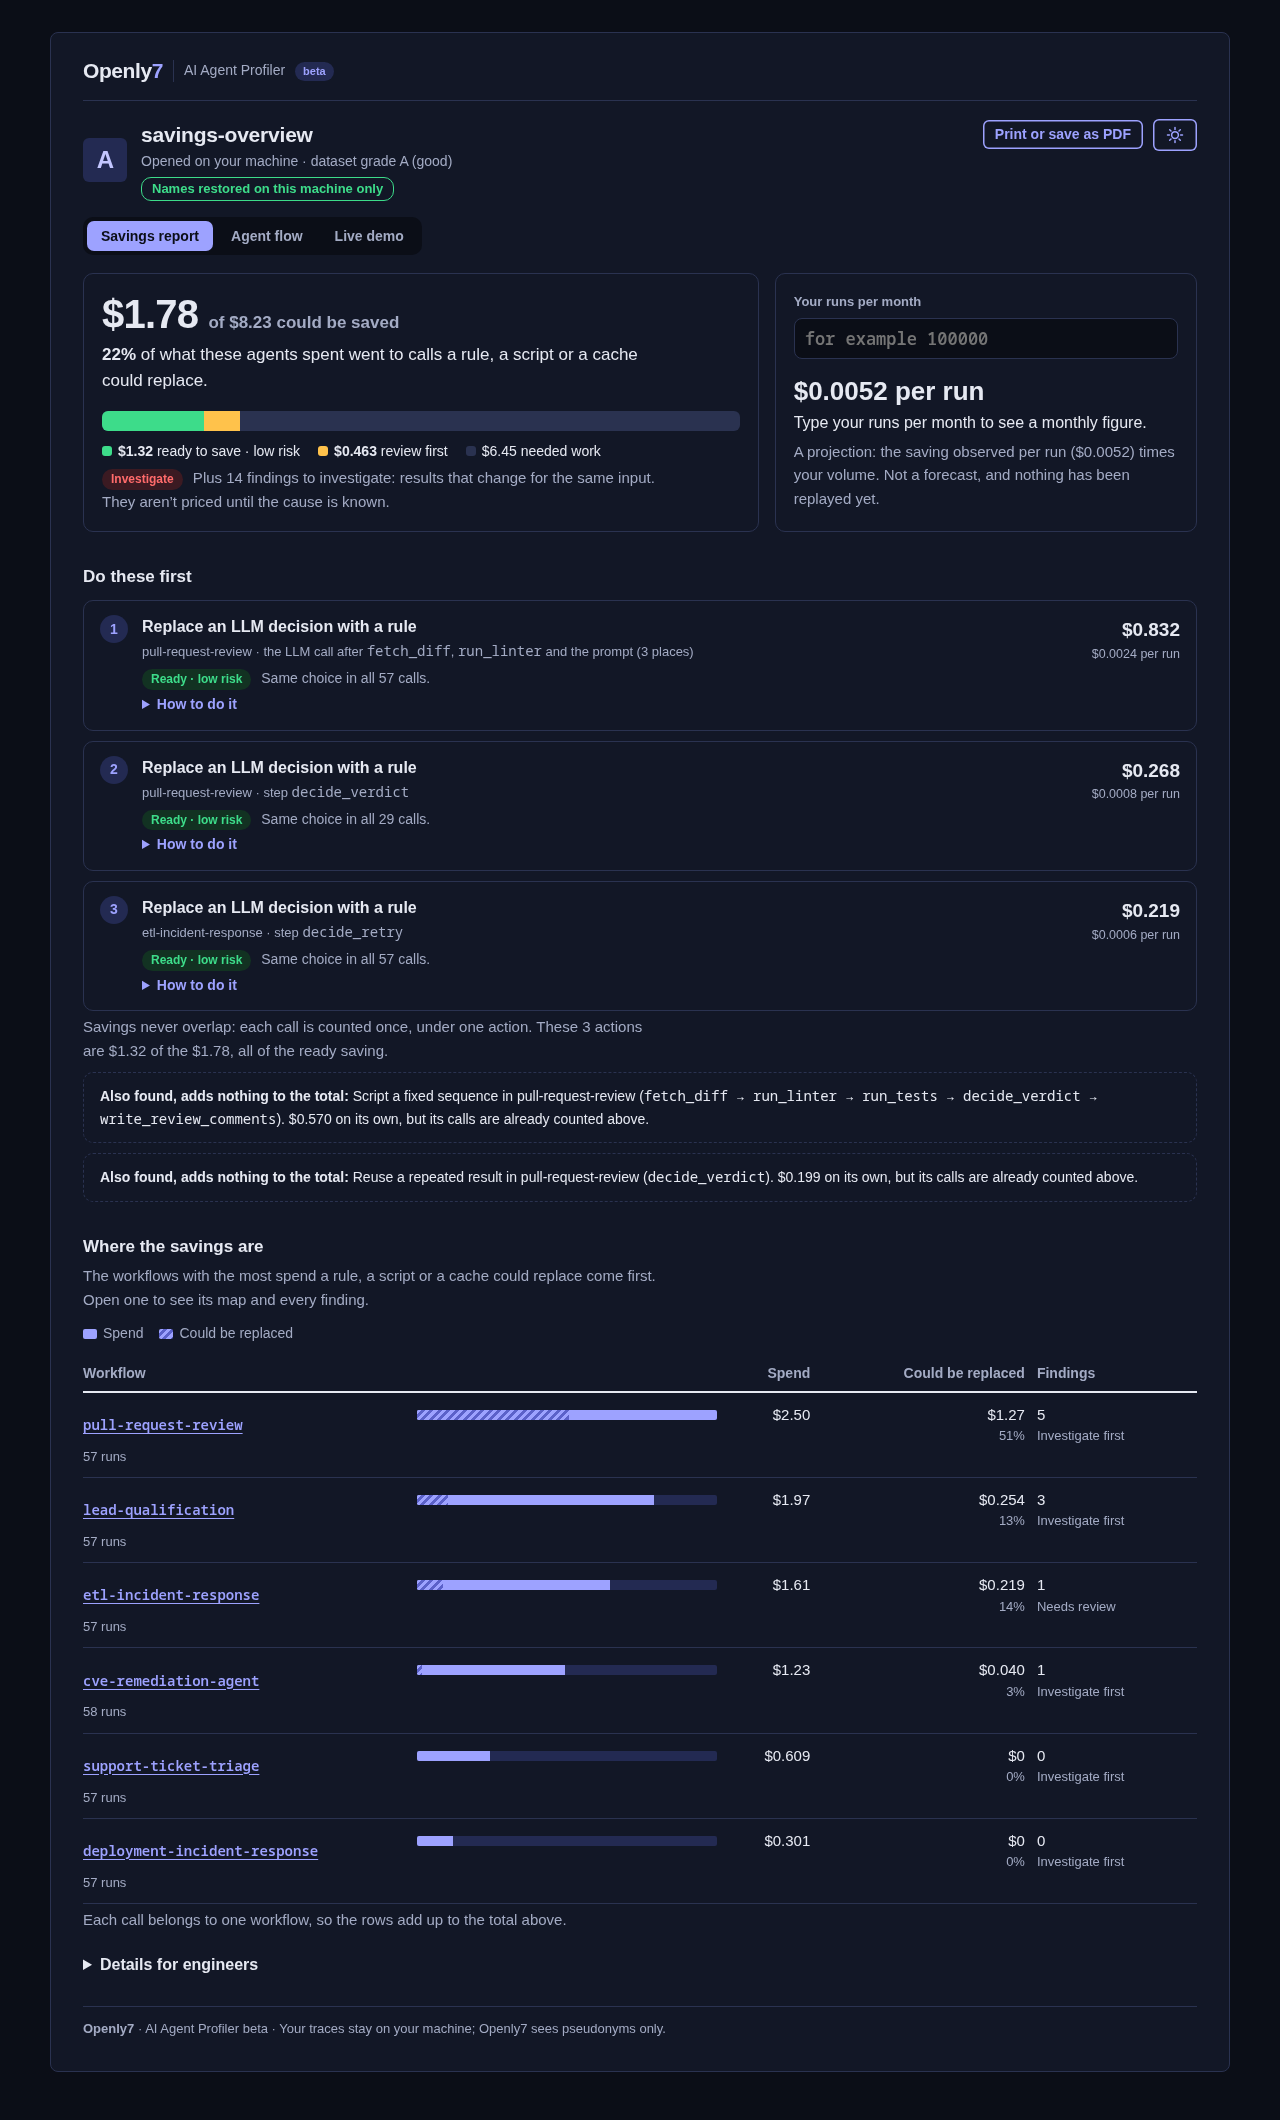 Openly7 AI Agent Profiler beta
A
savings-overview
Opened on your machine · dataset grade A (good)
Names restored on this machine only
Print or save as PDF
Savings report Agent flow Live demo
$1.78 of $8.23 could be saved
22% of what these agents spent went to calls a rule, a script or a cache
could replace.
$1.32 ready to save · low risk $0.463 review first $6.45 needed work
Investigate Plus 14 findings to investigate: results that change for the same input.
They aren’t priced until the cause is known.
Your runs per month
for example 100000
$0.0052 per run
Type your runs per month to see a monthly figure.
A projection: the saving observed per run ($0.0052) times
your volume. Not a forecast, and nothing has been
replayed yet.
Do these first
1 Replace an LLM decision with a rule $0.832
pull-request-review · the LLM call after fetch_diff, run_linter and the prompt (3 places) $0.0024 per run
Ready · low risk Same choice in all 57 calls.
▶ How to do it
2 Replace an LLM decision with a rule $0.268
pull-request-review · step decide_verdict $0.0008 per run
Ready · low risk Same choice in all 29 calls.
▶ How to do it
3 Replace an LLM decision with a rule $0.219
etl-incident-response · step decide_retry $0.0006 per run
Ready · low risk Same choice in all 57 calls.
▶ How to do it
Savings never overlap: each call is counted once, under one action. These 3 actions
are $1.32 of the $1.78, all of the ready saving.
Also found, adds nothing to the total: Script a fixed sequence in pull-request-review (fetch_diff → run_linter → run_tests → decide_verdict →
write_review_comments). $0.570 on its own, but its calls are already counted above.
Also found, adds nothing to the total: Reuse a repeated result in pull-request-review (decide_verdict). $0.199 on its own, but its calls are already counted above.
Where the savings are
The workflows with the most spend a rule, a script or a cache could replace come first.
Open one to see its map and every finding.
Spend Could be replaced
Workflow Spend Could be replaced Findings
pull-request-review $2.50 $1.27 5
57 runs 51% Investigate first
lead-qualification $1.97 $0.254 3
57 runs 13% Investigate first
etl-incident-response $1.61 $0.219 1
57 runs 14% Needs review
cve-remediation-agent $1.23 $0.040 1
58 runs 3% Investigate first
support-ticket-triage $0.609 $0 0
57 runs 0% Investigate first
deployment-incident-response $0.301 $0 0
57 runs 0% Investigate first
Each call belongs to one workflow, so the rows add up to the total above.
▶ Details for engineers
Openly7 · AI Agent Profiler beta · Your traces stay on your machine; Openly7 sees pseudonyms only.